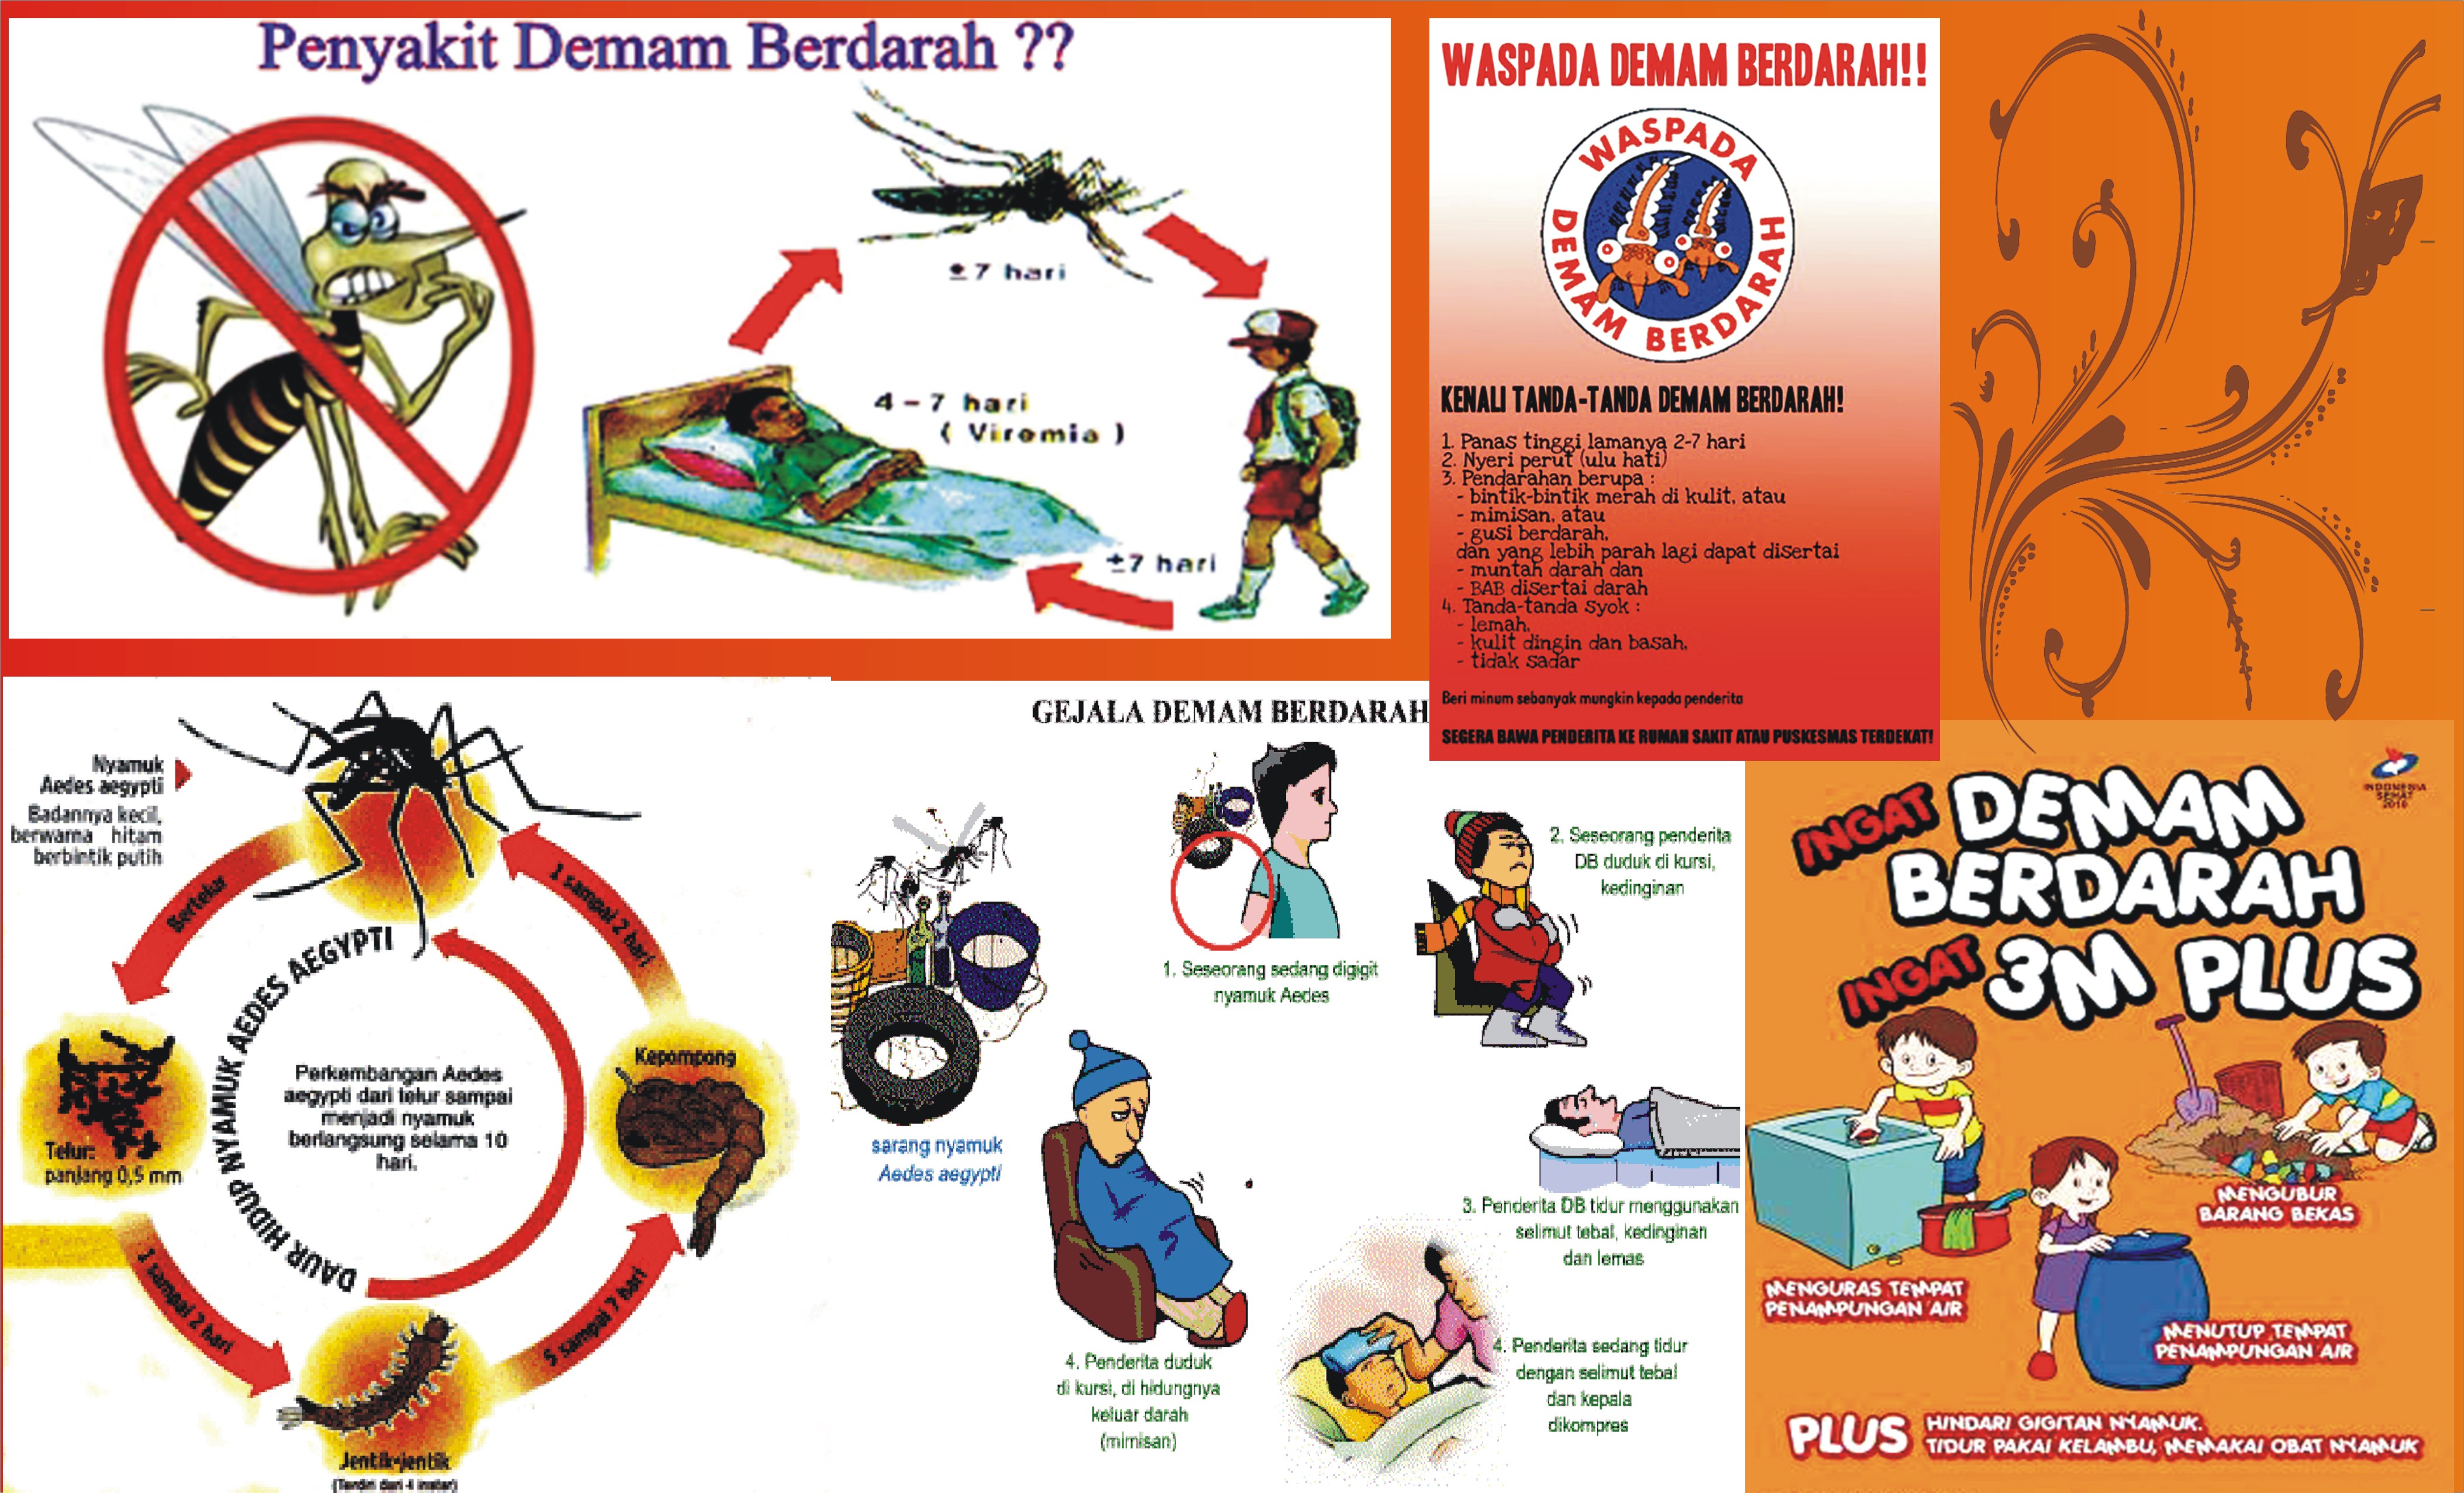 Penyakit Demam Berdarah ??
±7 hari
4 - 7 hari
( Viremia )
±7 hari
WASPADA DEMAM BERDARAH!!
WASPADA
DEMAM BERDARAH
KENALI TANDA-TANDA DEMAM BERDARAH!
1. Panas tinggi lamanya 2-7 hari
2. Nyeri perut (ulu hati)
3. Pendarahan berupa :
- bintik-bintik merah di kulit, atau
- mimisan, atau
- gusi berdarah,
dan yang lebih parah lagi dapat disertai
- muntah darah dan
- BAB disertai darah
4. Tanda-tanda syok :
- lemah,
- kulit dingin dan basah,
- tidak sadar
Beri minum sebanyak mungkin kepada penderita
SEGERA BAWA PENDERITA KE RUMAH SAKIT ATAU PUSKESMAS TERDEKAT!
Nyamuk
Aedes aegypti
Badannya kecil,
berwarna hitam
berbintik putih
Bertelur
1 sampai 2 hari
DAUR HIDUP NYAMUK AEDES AEGYPTI
Perkembangan Aedes
aegypti dari telur sampai
menjadi nyamuk
berlangsung selama 10
hari.
Kepompong
Telur:
panjang 0,5 mm
1 sampai 2 hari
5 sampai 7 hari
Jentik-jentik
(Terdiri dari 4 instar)
GEJALA DEMAM BERDARAH
1. Seseorang sedang digigit
nyamuk Aedes
2. Seseorang penderita
DB duduk di kursi,
kedinginan
sarang nyamuk
Aedes aegypti
3. Penderita DB tidur menggunakan
selimut tebal, kedinginan
dan lemas
4. Penderita duduk
di kursi, di hidungnya
keluar darah
(mimisan)
4. Penderita sedang tidur
dengan selimut tebal
dan kepala
dikompres
INDONESIA
SEHAT
2010
INGAT DEMAM
BERDARAH
INGAT 3M PLUS
MENGUBUR
BARANG BEKAS
MENGURAS TEMPAT
PENAMPUNGAN AIR
MENUTUP TEMPAT
PENAMPUNGAN AIR
PLUS HINDARI GIGITAN NYAMUK.
TIDUR PAKAI KELAMBU, MEMAKAI OBAT NYAMUK